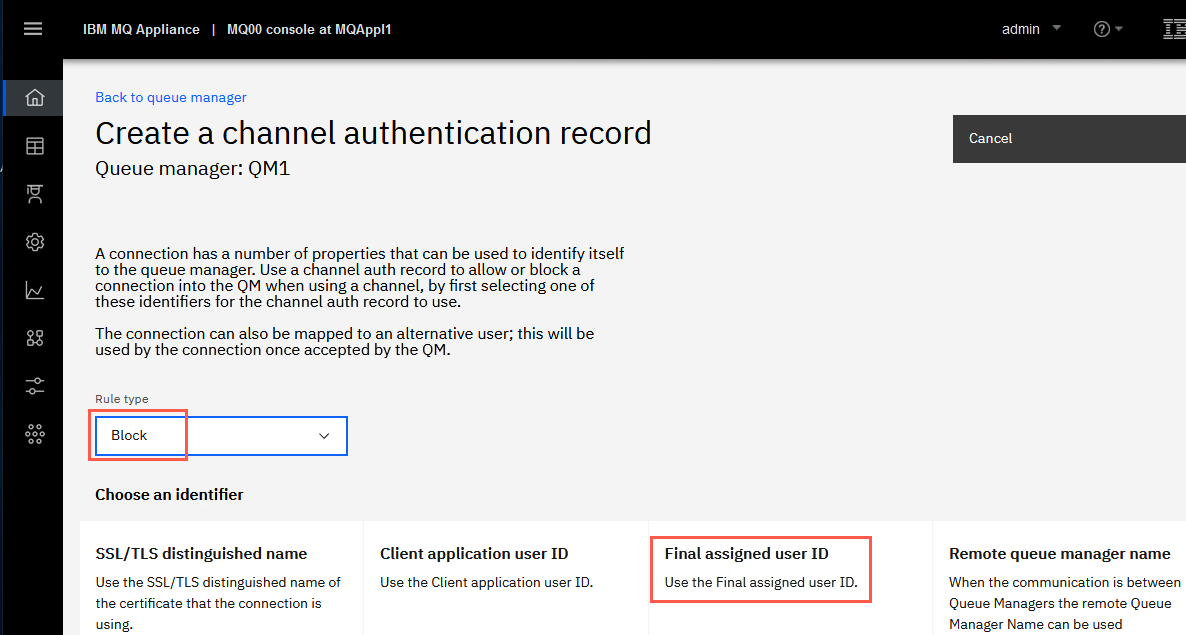 IBM MQ Appliance | MQ00 console at MQAppl1
admin
Back to queue manager
Create a channel authentication record
Queue manager: QM1
Cancel
A connection has a number of properties that can be used to identify itself
to the queue manager. Use a channel auth record to allow or block a
connection into the QM when using a channel, by first selecting one of
these identifiers for the channel auth record to use.
The connection can also be mapped to an alternative user; this will be
used by the connection once accepted by the QM.
Rule type
Block
Choose an identifier
SSL/TLS distinguished name
Use the SSL/TLS distinguished name of
the certificate that the connection is
using.
Client application user ID
Use the Client application user ID.
Final assigned user ID
Use the Final assigned user ID.
Remote queue manager name
When the communication is between
Queue Managers the remote Queue
Manager Name can be used